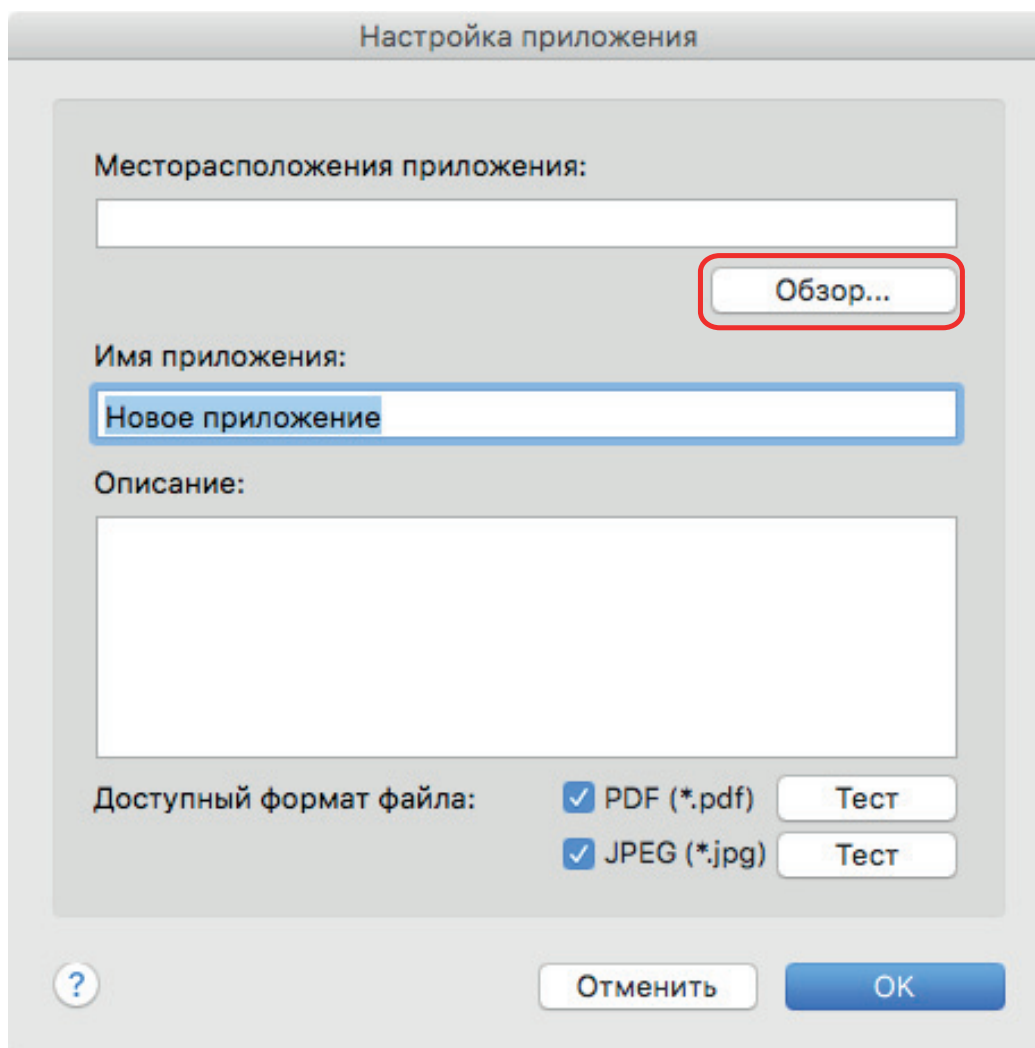 Настройка приложения
Месторасположения приложения:
Обзор...
Имя приложения:
Новое приложение
Описание:
Доступный формат файла:
PDF (*.pdf)
Тест
JPEG (*.jpg)
Тест
?
Отменить
OK